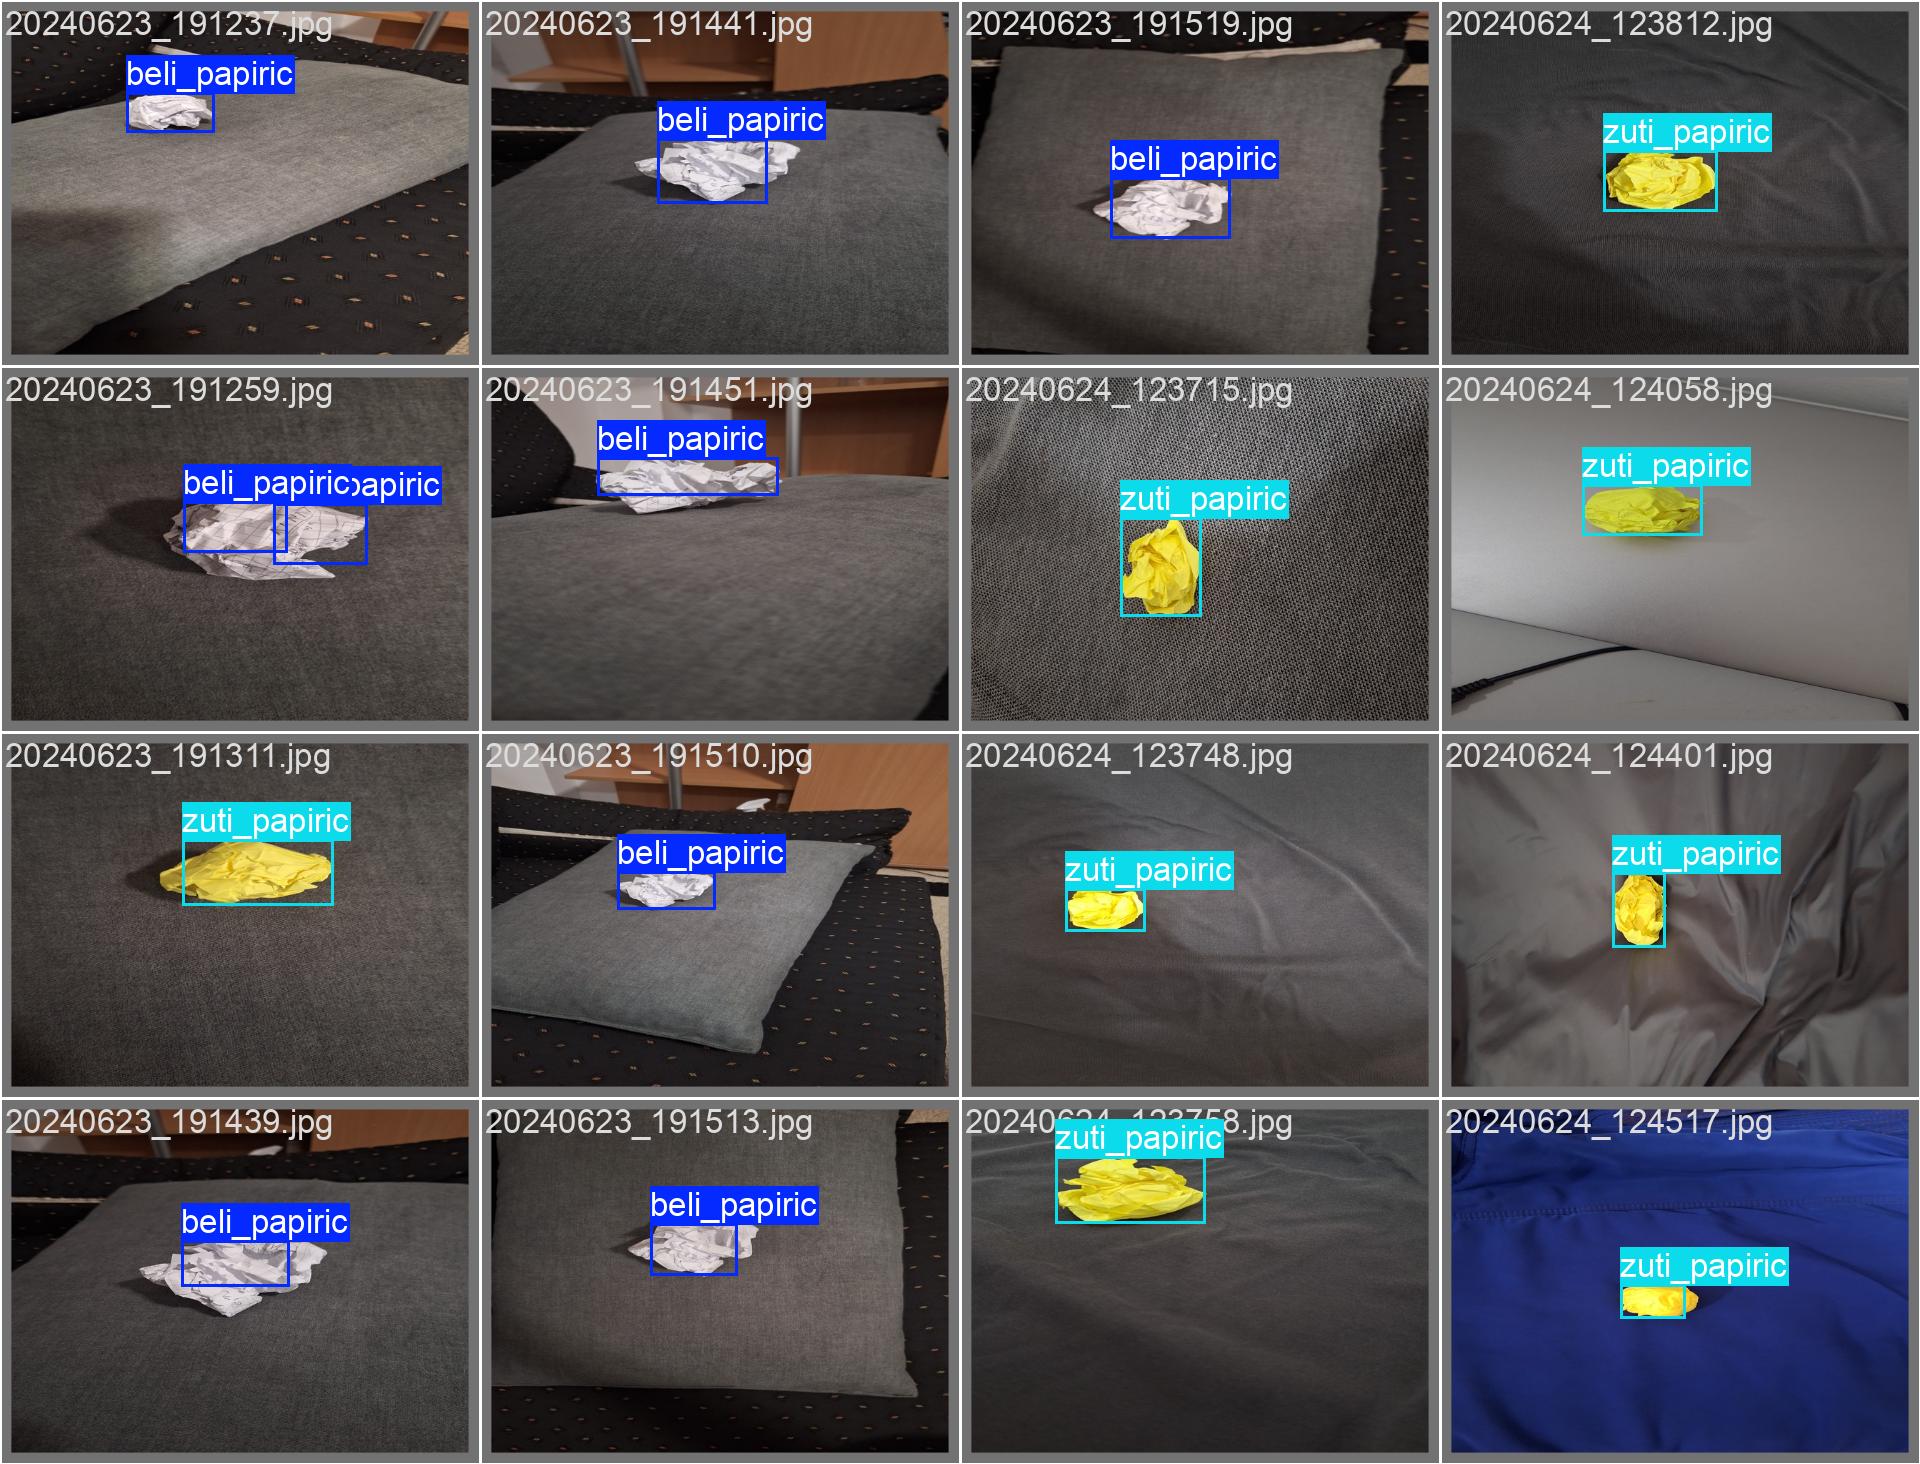 20240623_191237.jpg
beli_papiric
20240623_191441.jpg
beli_papiric
20240623_191519.jpg
beli_papiric
20240624_123812.jpg
zuti_papiric
20240623_191259.jpg
beli_papiric
papiric
20240623_191451.jpg
beli_papiric
20240624_123715.jpg
zuti_papiric
20240624_124058.jpg
zuti_papiric
20240623_191311.jpg
zuti_papiric
20240623_191510.jpg
beli_papiric
20240624_123748.jpg
zuti_papiric
20240624_124401.jpg
zuti_papiric
20240623_191439.jpg
beli_papiric
20240623_191513.jpg
beli_papiric
20240624_123758.jpg
zuti_papiric
20240624_124517.jpg
zuti_papiric